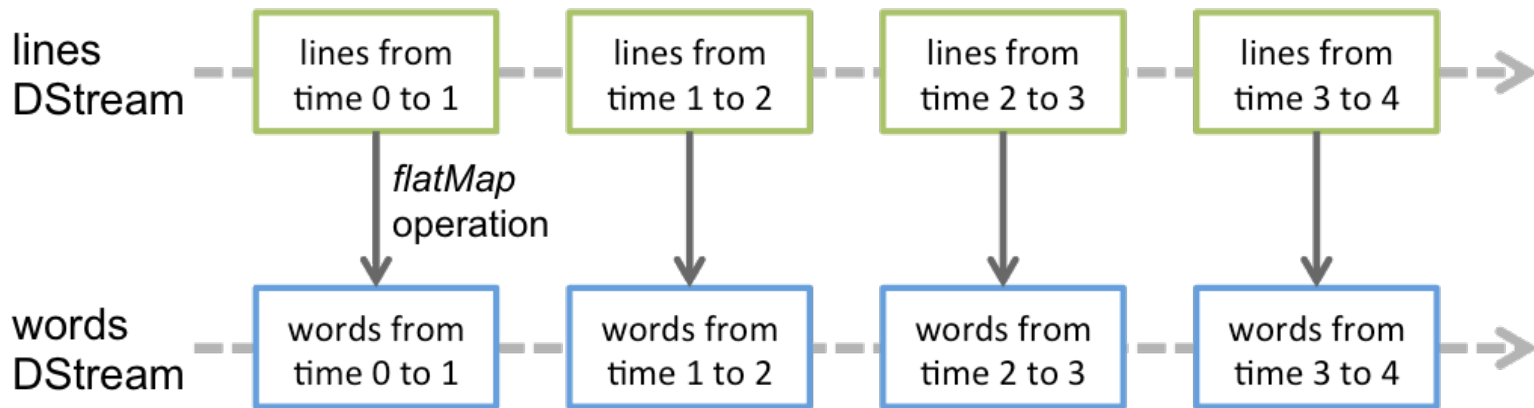 lines
DStream
lines from
time 0 to 1
lines from
time 1 to 2
lines from
time 2 to 3
lines from
time 3 to 4
flatMap
operation
words
DStream
words from
time 0 to 1
words from
time 1 to 2
words from
time 2 to 3
words from
time 3 to 4